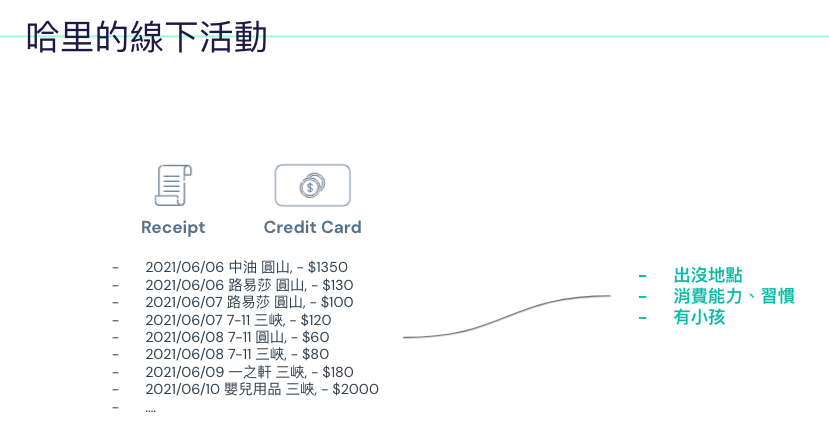 哈里的線下活動
Receipt
Credit Card
- 2021/06/06 中油 圓山, - $1350
- 2021/06/06 路易莎 圓山, - $130
- 2021/06/07 路易莎 圓山, - $100
- 2021/06/07 7-11 三峽, - $120
- 2021/06/08 7-11 圓山, - $60
- 2021/06/08 7-11 三峽, - $80
- 2021/06/09 一之軒 三峽, - $180
- 2021/06/10 嬰兒用品 三峽, - $2000
- ....
- 出沒地點
- 消費能力、習慣
- 有小孩